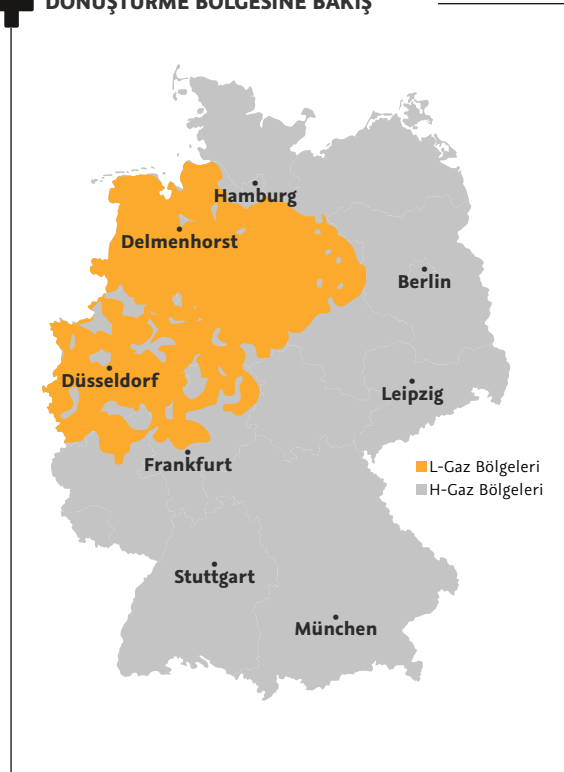 DÖNÜŞTÜRME BÖLGESİNE BAKIŞ
Hamburg
Delmenhorst
Berlin
Düsseldorf
Leipzig
Frankfurt
L-Gaz Bölgeleri
H-Gaz Bölgeleri
Stuttgart
München